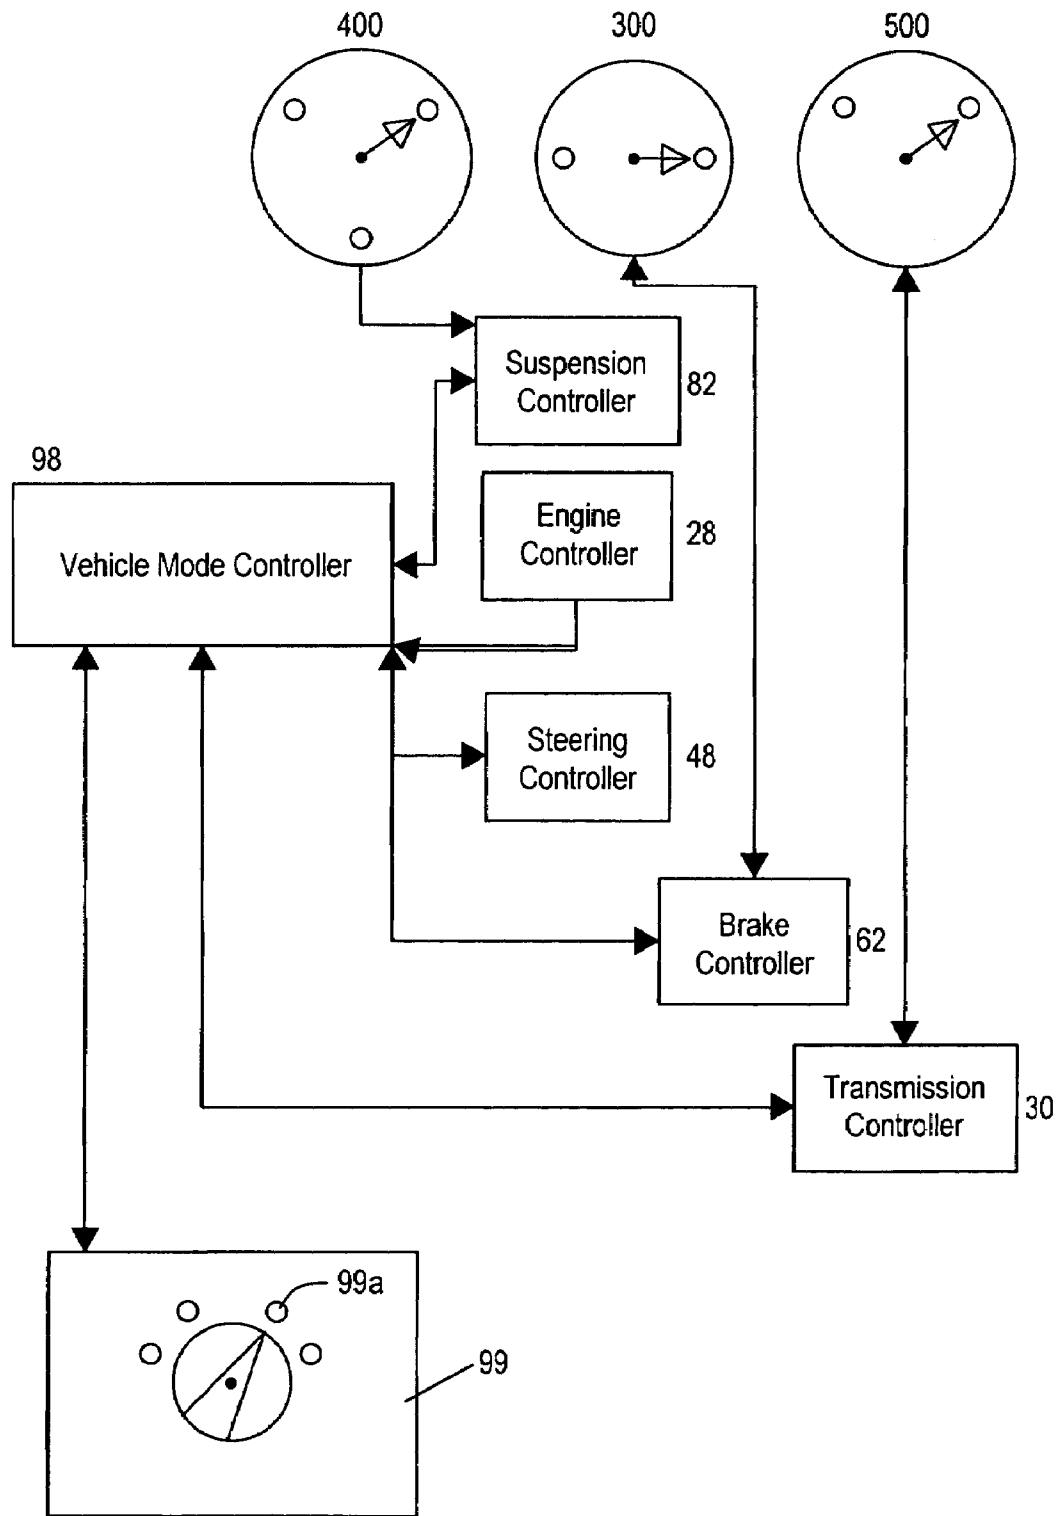 400
300
500
Suspension
Controller
82
98
Vehicle Mode Controller
Engine
Controller
28
Steering
Controller
48
Brake
Controller
62
Transmission
Controller
30
99a
99